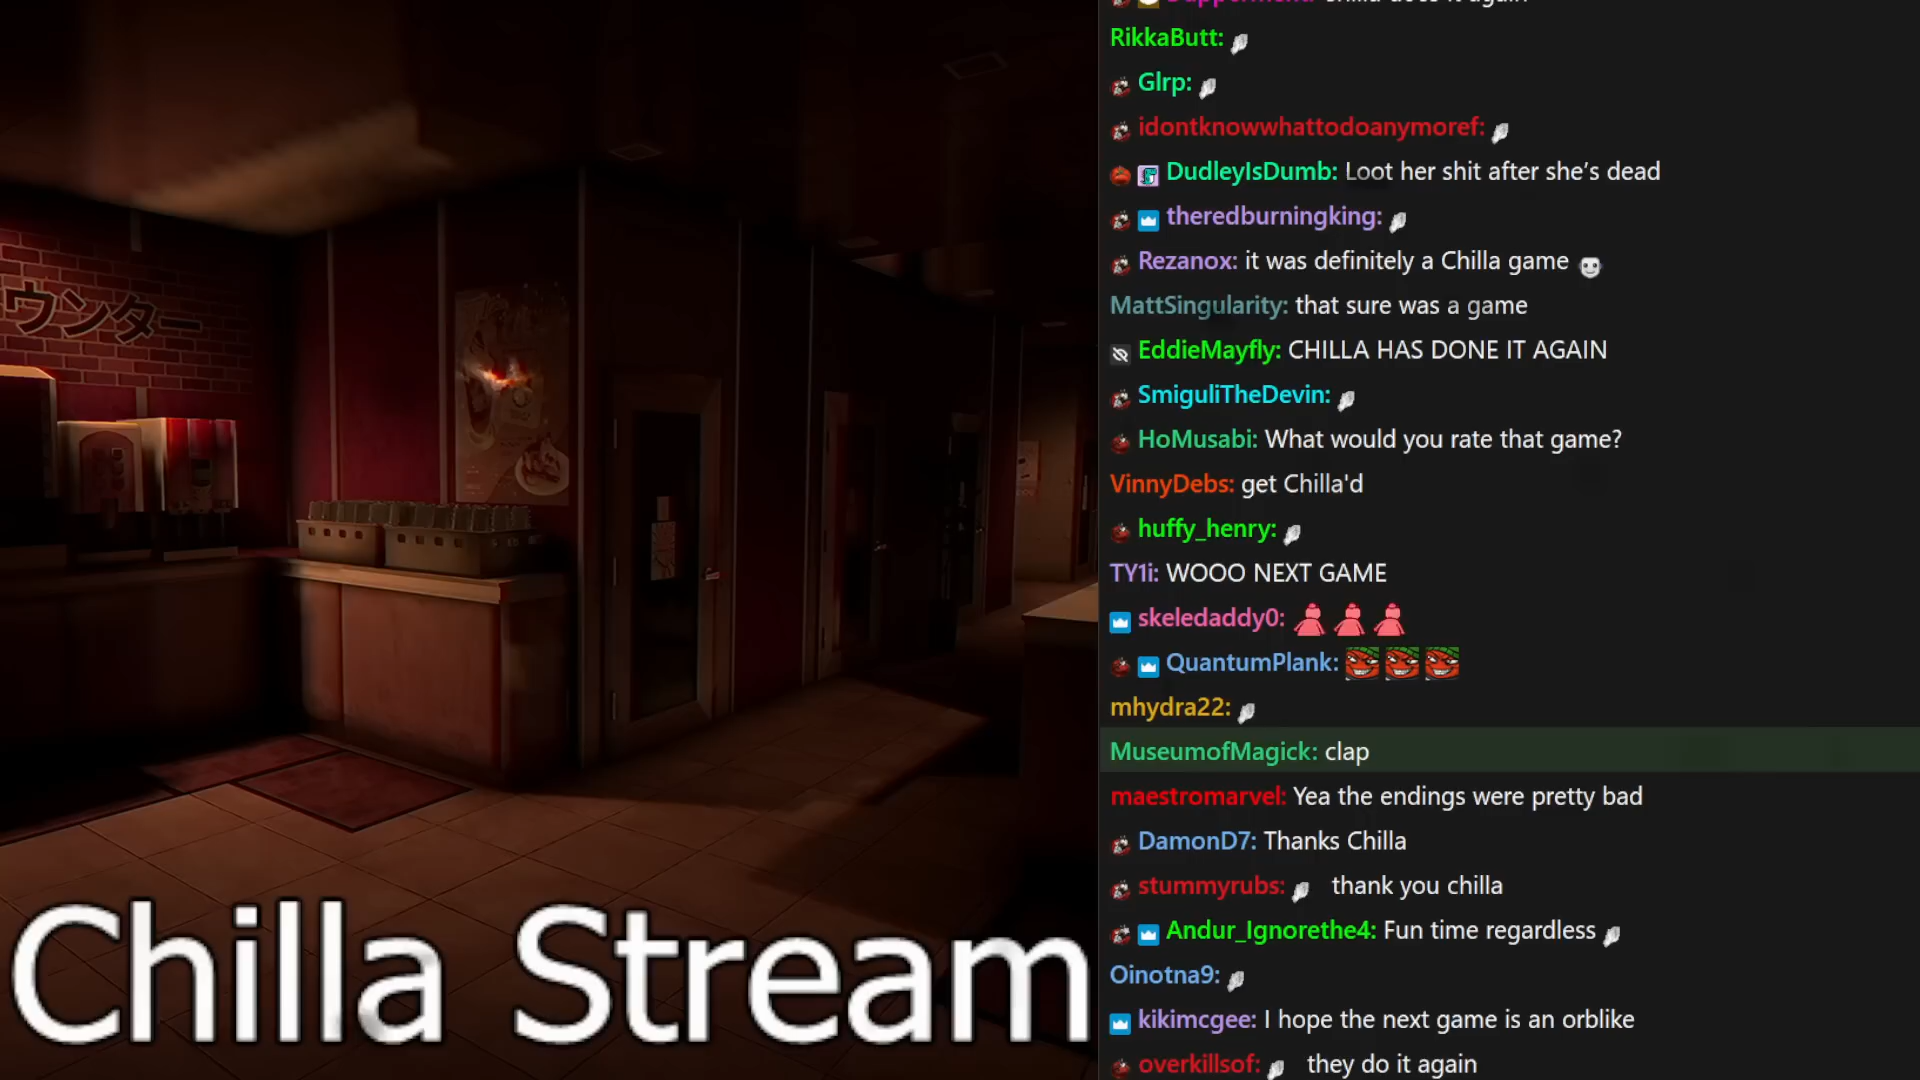 ウンター
RikkaButt:
Glrp:
idontknowwhattodoanymoref:
DudleyIsDumb: Loot her shit after she’s dead
theredburningking:
Rezanox: it was definitely a Chilla game
MattSingularity: that sure was a game
EddieMayfly: CHILLA HAS DONE IT AGAIN
SmiguliTheDevin:
HoMusabi: What would you rate that game?
VinnyDebs: get Chilla'd
huffy_henry:
TY1i: WOOO NEXT GAME
skeledaddy0:
QuantumPlank:
mhydra22:
MuseumofMagick: clap
maestromarvel: Yea the endings were pretty bad
DamonD7: Thanks Chilla
stummyrubs: thank you chilla
Andur_Ignorethe4: Fun time regardless
Oinotna9:
kikimcgee: I hope the next game is an orblike
overkillsof: they do it again
Chilla Stream